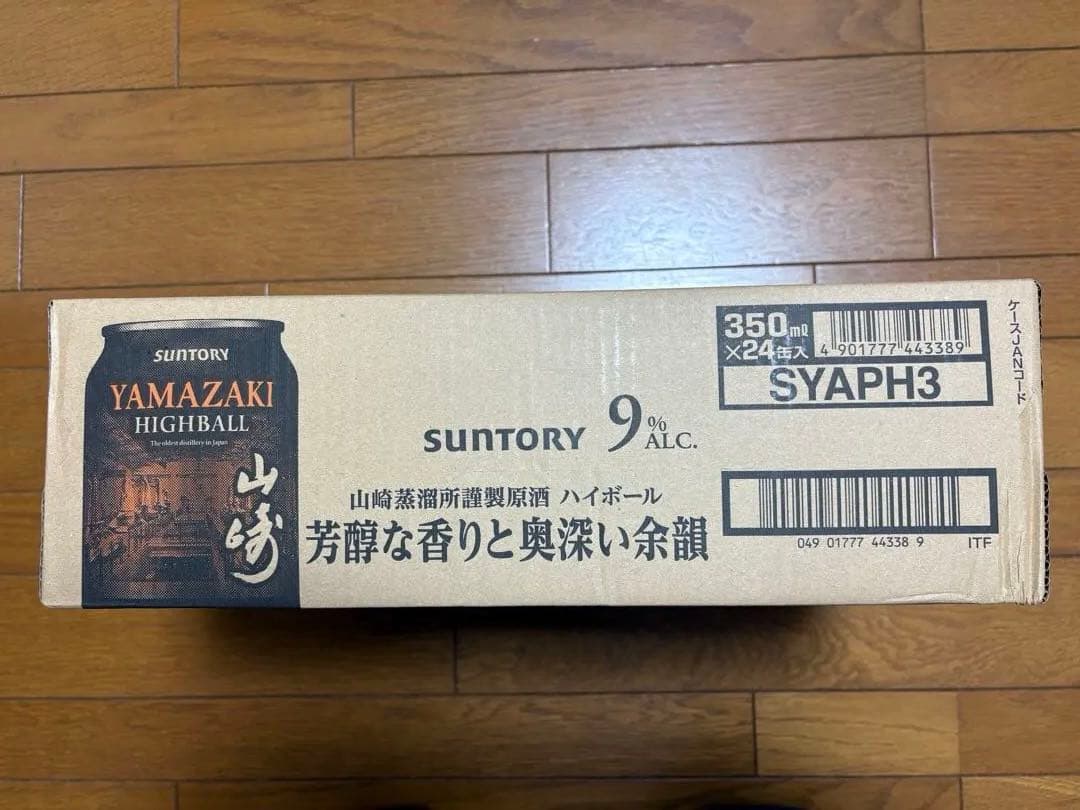 SUNTORY
YAMAZAKI
HIGHBALL
The oldest distillery in Japan
山崎
SUNTORY 9% ALC.
山崎蒸溜所謹製原酒 ハイボール
芳醇な香りと奥深い余韻
350ml
×24缶入
4 901777 443389
SYAPH3
ケースJANコード
049 01777 44338 9 ITF